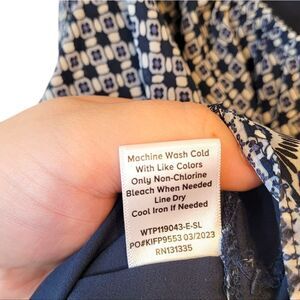 Machine Wash Cold
With Like Colors
Only Non-Chlorine
Bleach When Needed
Line Dry
Cool Iron If Needed
WTP119043-E-SL
PO#KIFP9553 03/2023
RN131335